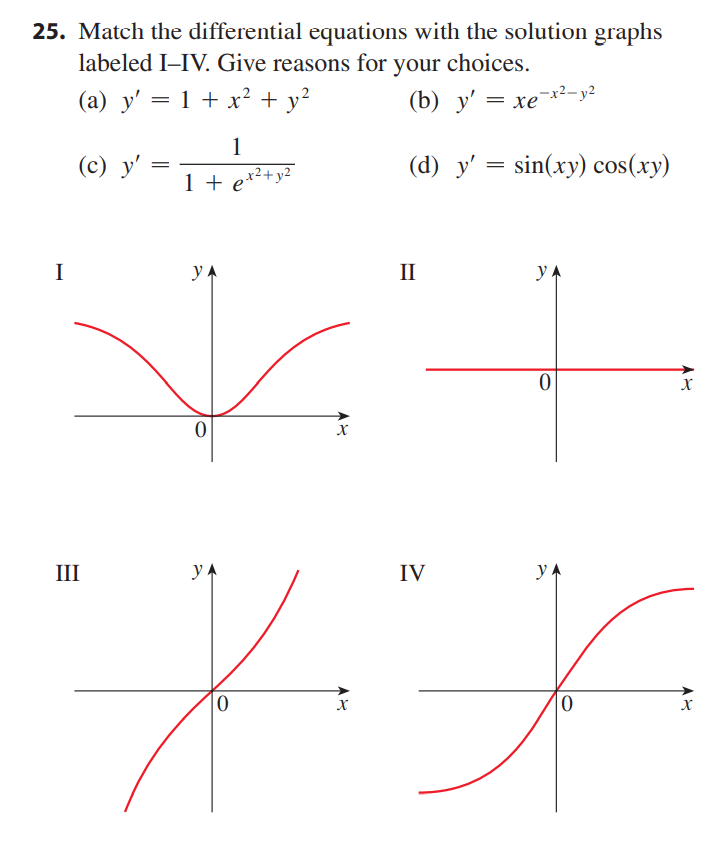 25. Match the differential equations with the solution graphs
labeled I–IV. Give reasons for your choices.
(a) y′ = 1 + x² + y² (b) y′ = xe^{−x²−y²}
(c) y′ = \frac{1}{1 + e^{x²+y²}} (d) y′ = sin(xy) cos(xy)
I y II y
0 x 0 x
III y IV y
0 x 0 x